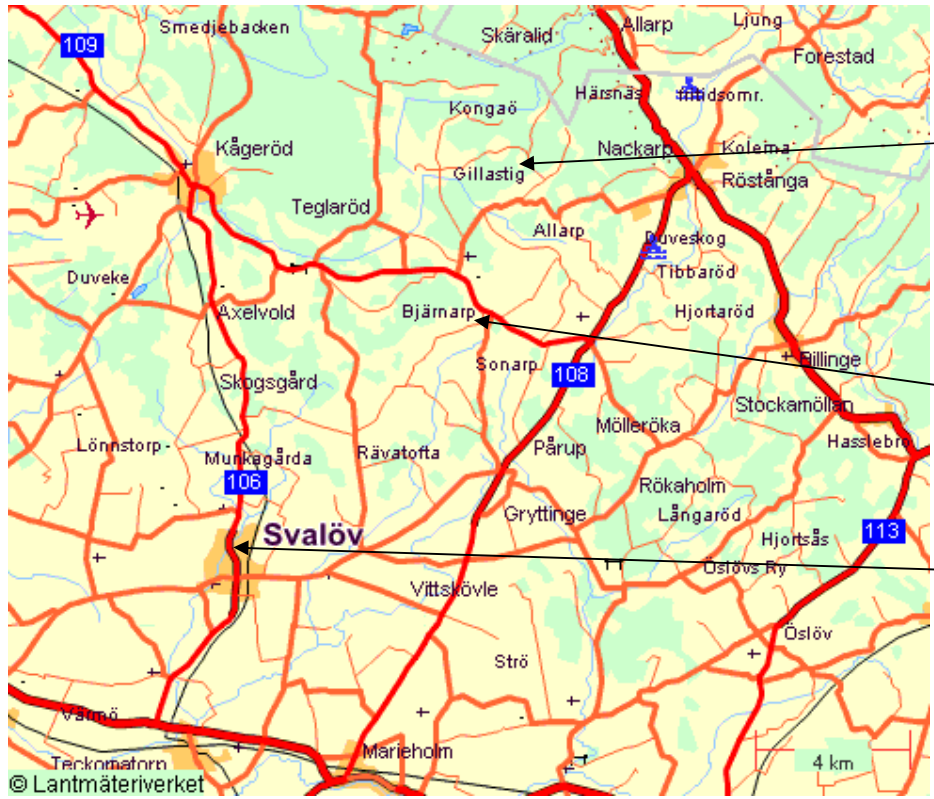 109
Smedjebacken
Skäralid
Allarp
Ljung
Forestad
Härsnäs
fritidsomr.
Kongaö
Kågeröd
Nackarp
Gillastig
Röstånga
Teglaröd
Allarp
Duveskog
Tibbaröd
Duveke
Axelvold
Bjärnarp
Hjortaröd
Sonarp
108
Billinge
Skogsgård
Stockamöllan
Lönnstorp
Munkagårda
Rävatofta
Pårup
Mölleröka
Hasslebro
106
Rökaholm
Gryttinge
Långaröd
113
Svalöv
Hjortsås
Öslövs Ry
Vittskövle
Öslöv
Strö
Värmö
Teckomatorp
Marieholm
4 km
© Lantmäteriverket